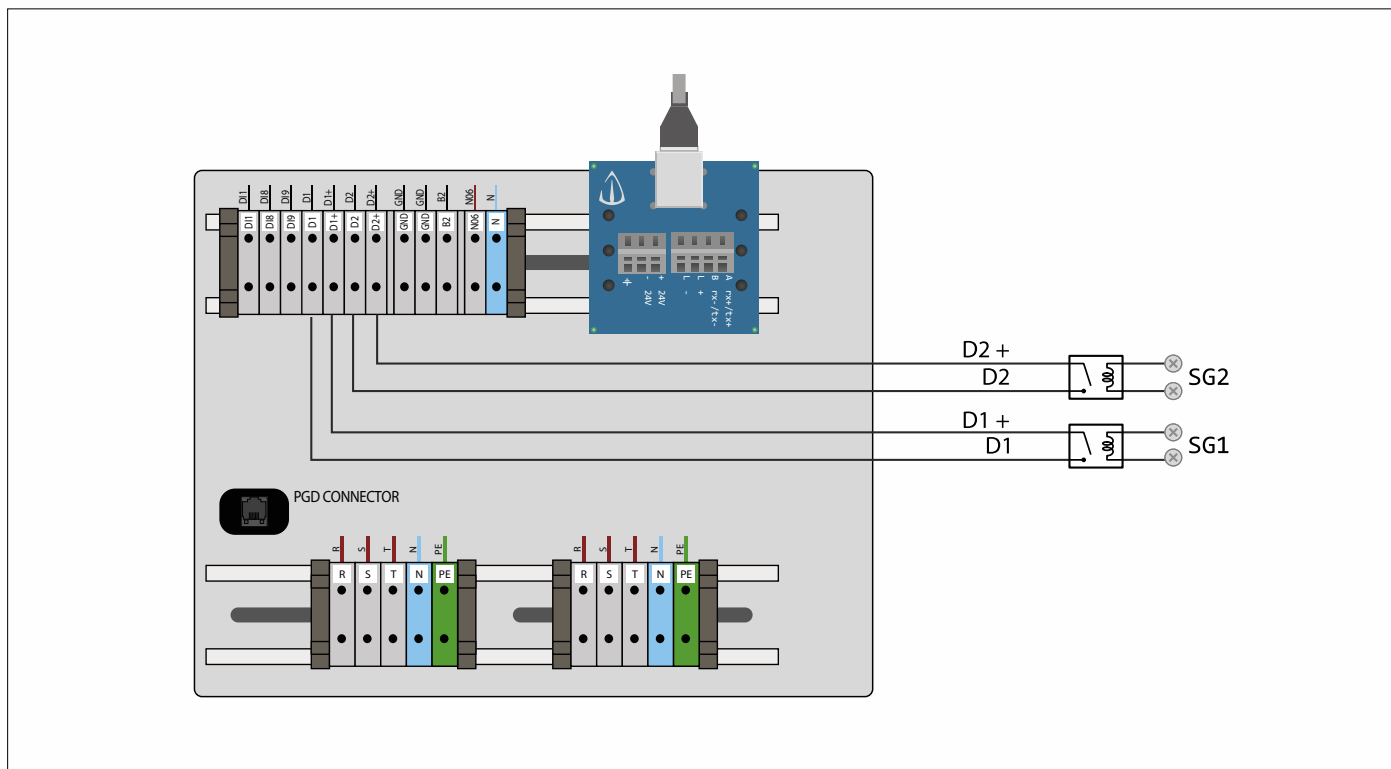 DI1 DI8 DI9 D1 D1+ D2 D2+ GND GND B2 N06 N
DI1 DI8 DI9 D1 D1+ D2 D2+ GND GND B2 N06 N
- 24V
+ 24V
L -
L +
B rx-/tx-
A rx+/tx+
D2 +
D2
SG2
D1 +
D1
SG1
PGD CONNECTOR
R S T N PE
R S T N PE
R S T N PE
R S T N PE